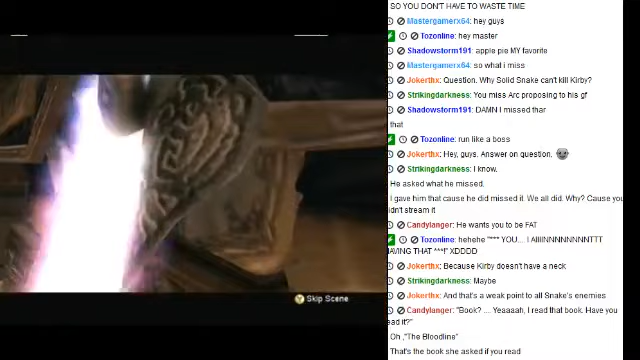 SO YOU DON'T HAVE TO WASTE TIME
Mastergamerx64: hey guys
Tozonline: hey master
Shadowstorm191: apple pie MY favorite
Mastergamerx64: so what i miss
Jokerthx: Question. Why Solid Snake can't kill Kirby?
Strikingdarkness: You miss Arc proposing to his gf
Shadowstorm191: DAMN I missed thar
that
Tozonline: run like a boss
Jokerthx: Hey, guys. Answer on question.
Strikingdarkness: I know.
He asked what he missed.
I gave him that cause he did missed it. We all did. Why? Cause you
idn't stream it
Candylanger: He wants you to be FAT
Tozonline: hehehe "*** YOU.... I AIIIINNNNNNNNTTT
AVING THAT ***!" XDDDD
Jokerthx: Because Kirby doesn't have a neck
Strikingdarkness: Maybe
Jokerthx: And that's a weak point to all Snake's enemies
Candylanger: "Book? .... Yeaaaah, I read that book. Have you
ead it?"
Oh ,"The Bloodline"
That's the book she asked if you read
Y Skip Scene